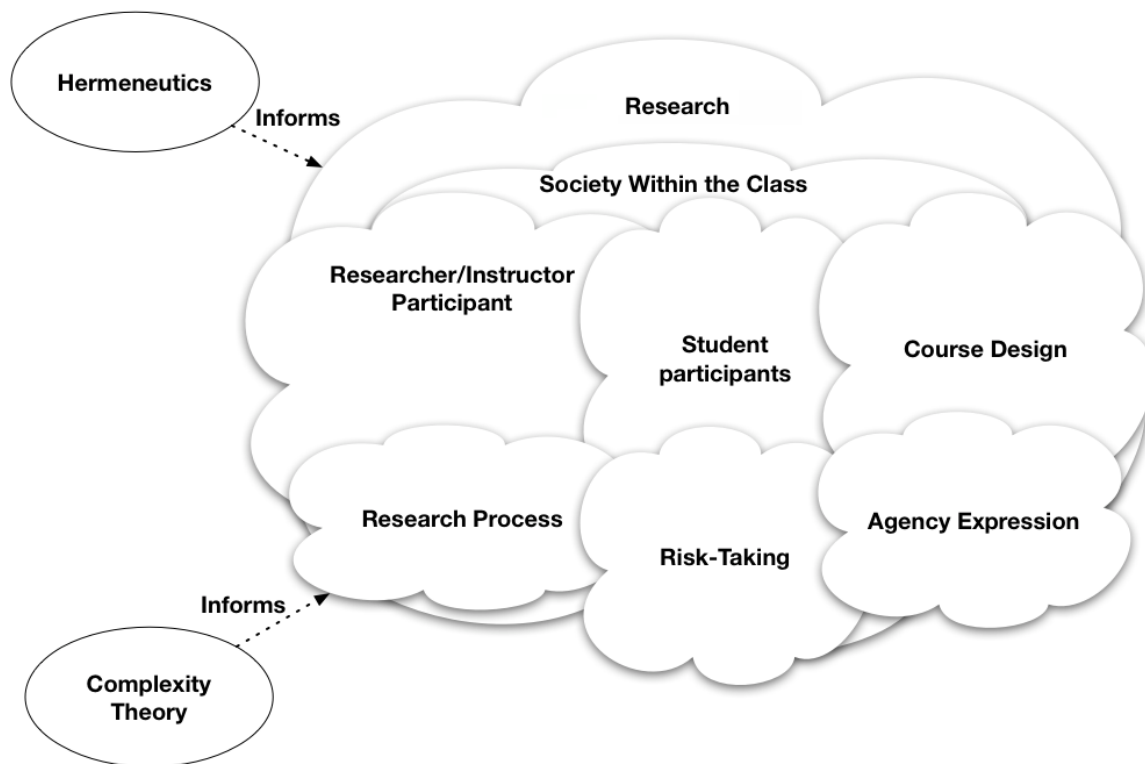 Hermeneutics
Informs
Research
Society Within the Class
Researcher/Instructor
Participant
Student
participants
Course Design
Research Process
Risk-Taking
Agency Expression
Informs
Complexity
Theory